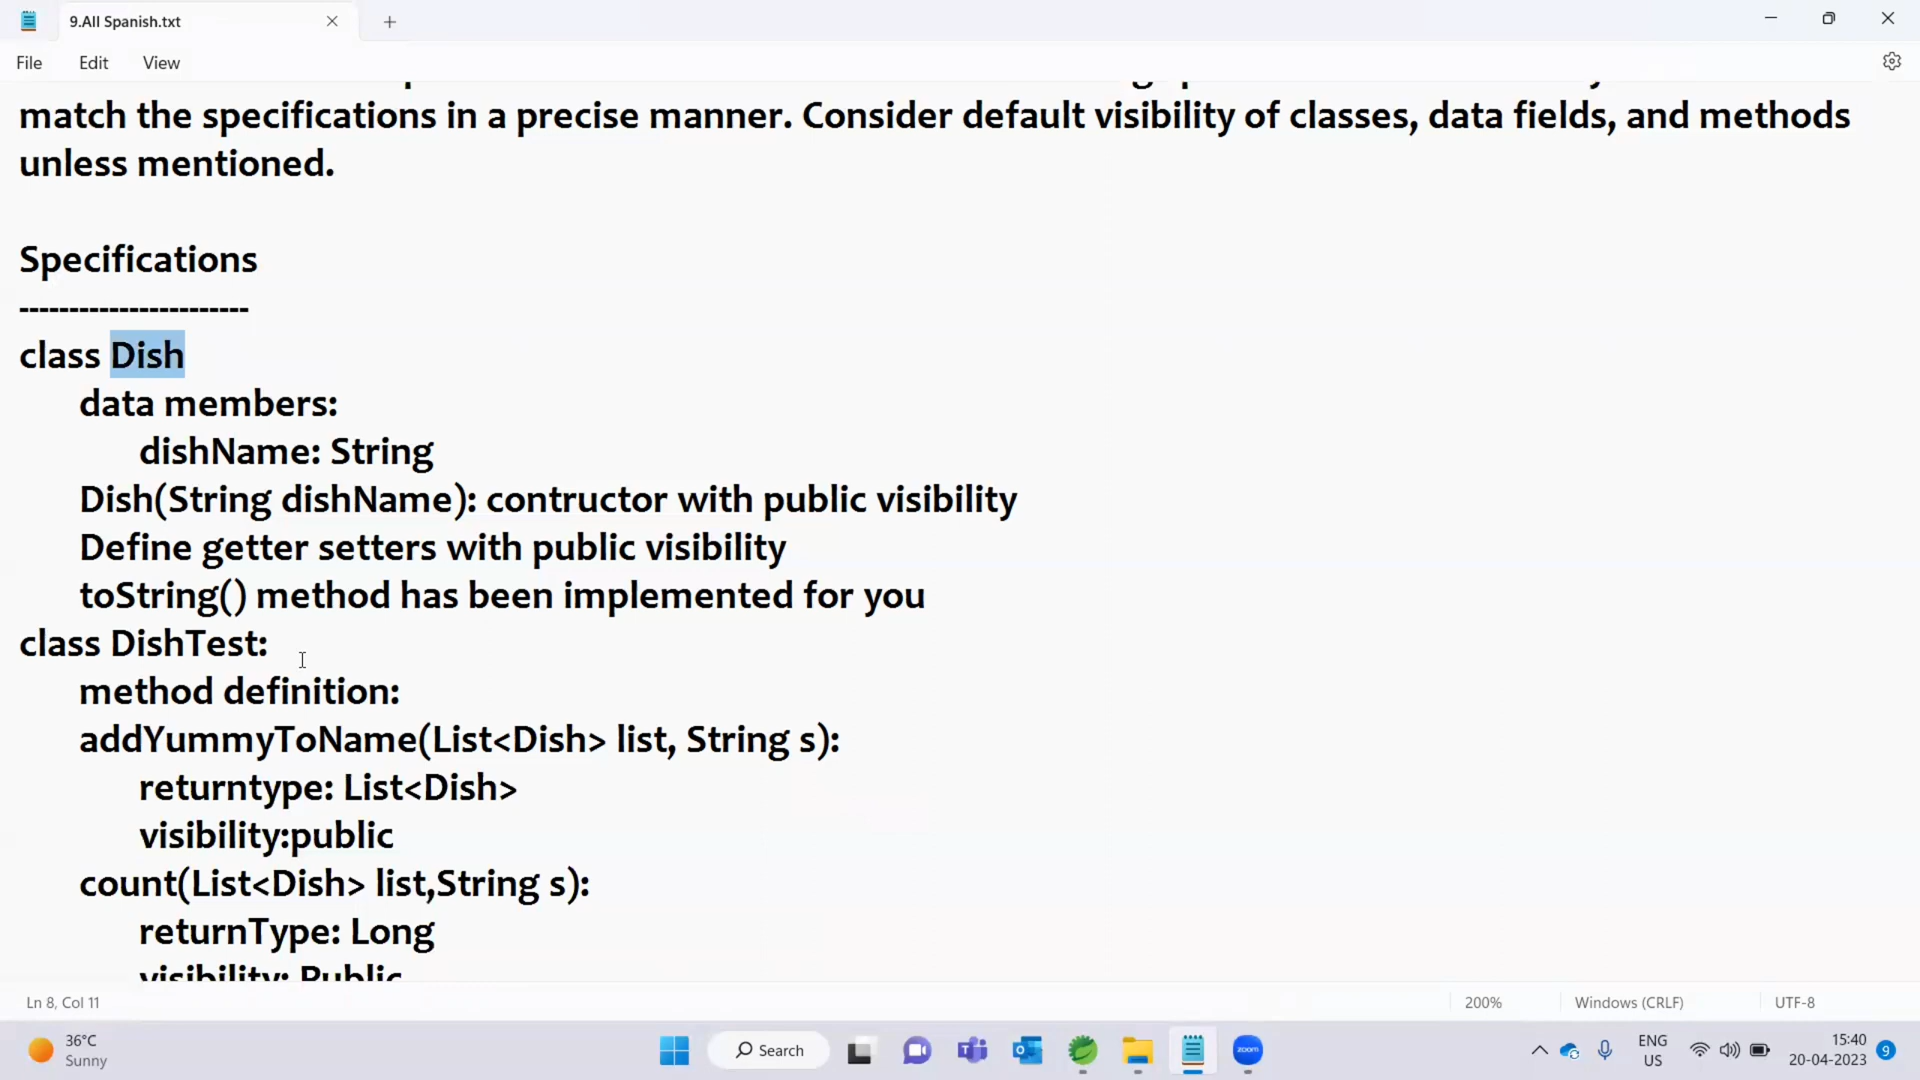 9.All Spanish.txt
File Edit View
match the specifications in a precise manner. Consider default visibility of classes, data fields, and methods
unless mentioned.
Specifications
-----------------------
class Dish
data members:
dishName: String
Dish(String dishName): contructor with public visibility
Define getter setters with public visibility
toString() method has been implemented for you
class DishTest:
method definition:
addYummyToName(List<Dish> list, String s):
returntype: List<Dish>
visibility:public
count(List<Dish> list,String s):
returnType: Long
visibility: Public
Ln 8, Col 11
200%
Windows (CRLF)
UTF-8
36°C
Sunny
Search
zoom
ENG
US
15:40
20-04-2023
9